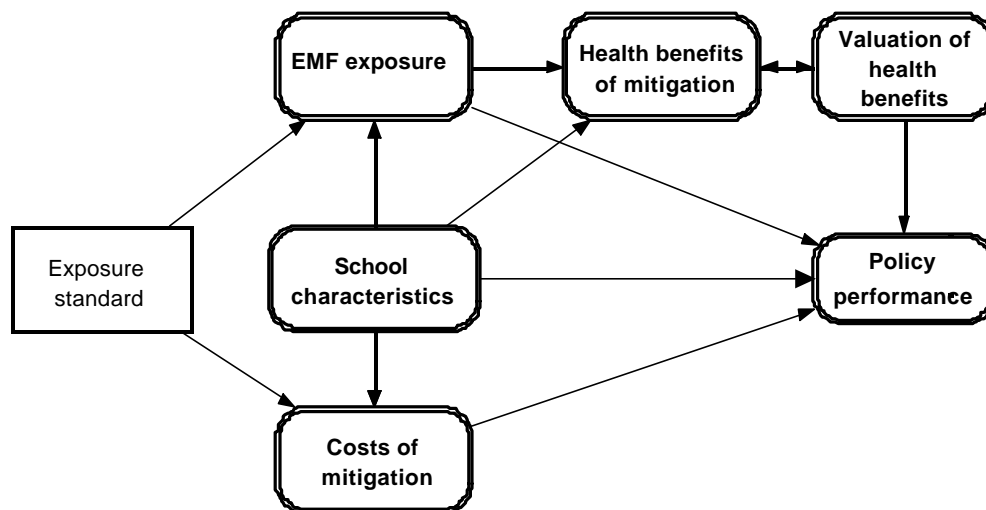 EMF exposure
Health benefits
of mitigation
Valuation of
health
benefits
Exposure
standard
School
characteristics
Policy
performance
Costs of
mitigation